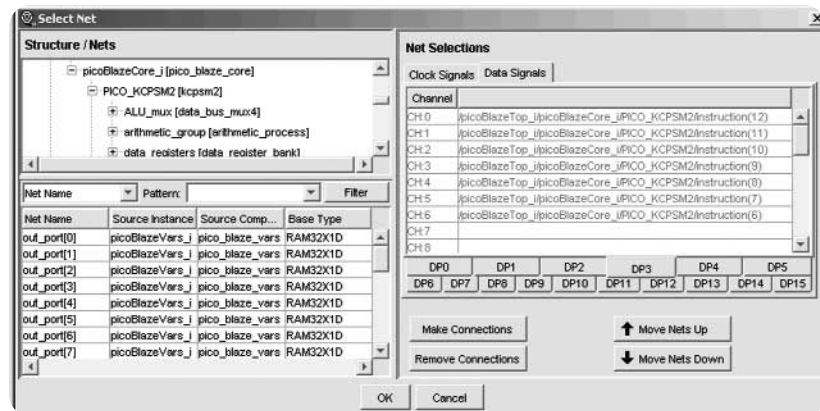 Select Net
Structure / Nets
picoBlazeCore_i [pico_blaze_core]
PICO_KCPSM2 [kcpsm2]
ALU_mux [data_bus_mux4]
arithmetic_group [arithmetic_process]
data_registers [data_register_bank]
Net Name Pattern: Filter
Net Name Source Instance Source Comp... Base Type
out_port[0] picoBlazeVars_i pico_blaze_vars RAM32X1D
out_port[1] picoBlazeVars_i pico_blaze_vars RAM32X1D
out_port[2] picoBlazeVars_i pico_blaze_vars RAM32X1D
out_port[3] picoBlazeVars_i pico_blaze_vars RAM32X1D
out_port[4] picoBlazeVars_i pico_blaze_vars RAM32X1D
out_port[5] picoBlazeVars_i pico_blaze_vars RAM32X1D
out_port[6] picoBlazeVars_i pico_blaze_vars RAM32X1D
out_port[7] picoBlazeVars_i pico_blaze_vars RAM32X1D
Net Selections
Clock Signals Data Signals
Channel
CH:0 /picoBlazeTop_i/picoBlazeCore_i/PICO_KCPSM2/instruction(12)
CH:1 /picoBlazeTop_i/picoBlazeCore_i/PICO_KCPSM2/instruction(11)
CH:2 /picoBlazeTop_i/picoBlazeCore_i/PICO_KCPSM2/instruction(10)
CH:3 /picoBlazeTop_i/picoBlazeCore_i/PICO_KCPSM2/instruction(9)
CH:4 /picoBlazeTop_i/picoBlazeCore_i/PICO_KCPSM2/instruction(8)
CH:5 /picoBlazeTop_i/picoBlazeCore_i/PICO_KCPSM2/instruction(7)
CH:6 /picoBlazeTop_i/picoBlazeCore_i/PICO_KCPSM2/instruction(6)
CH:7
CH:8
DP0 DP1 DP2 DP3 DP4 DP5
DP6 DP7 DP8 DP9 DP10 DP11 DP12 DP13 DP14 DP15
Make Connections Move Nets Up
Remove Connections Move Nets Down
OK Cancel